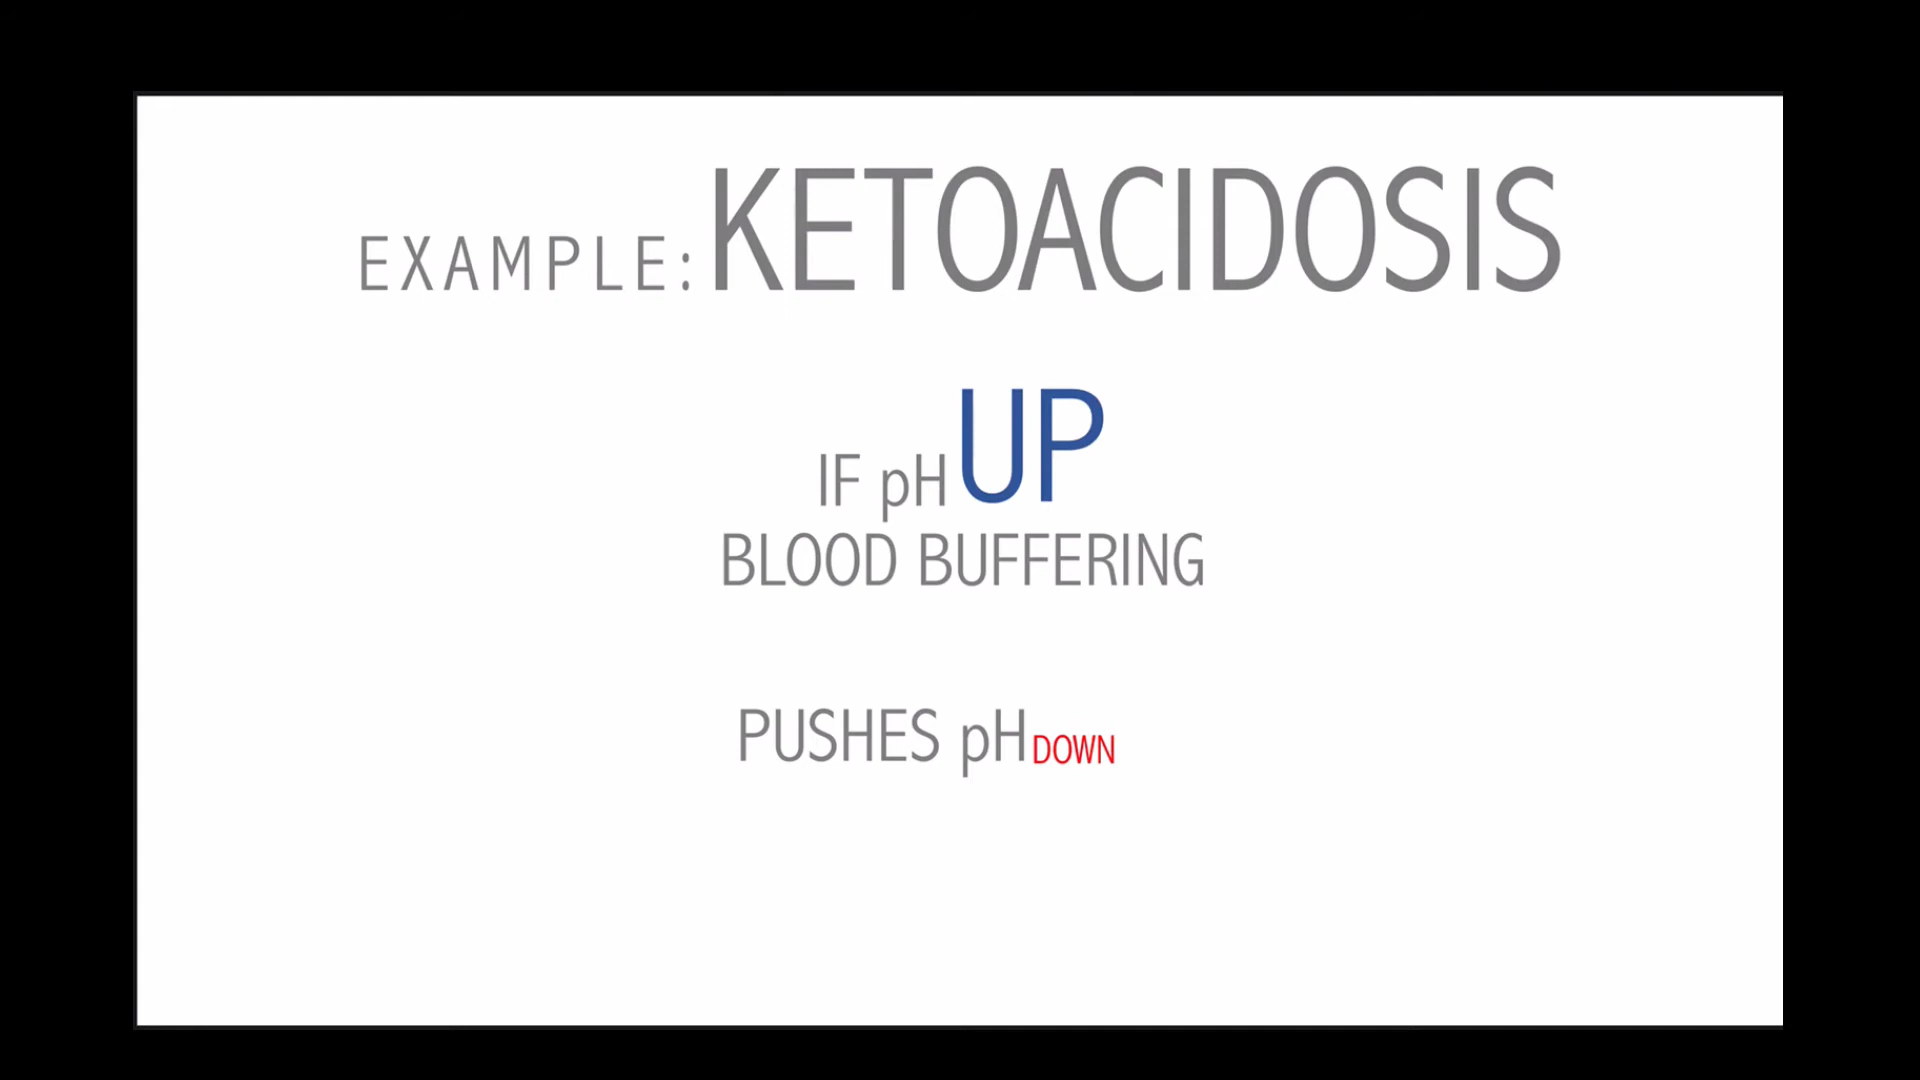 EXAMPLE: KETOACIDOSIS
IF pH UP
BLOOD BUFFERING
PUSHES pH DOWN